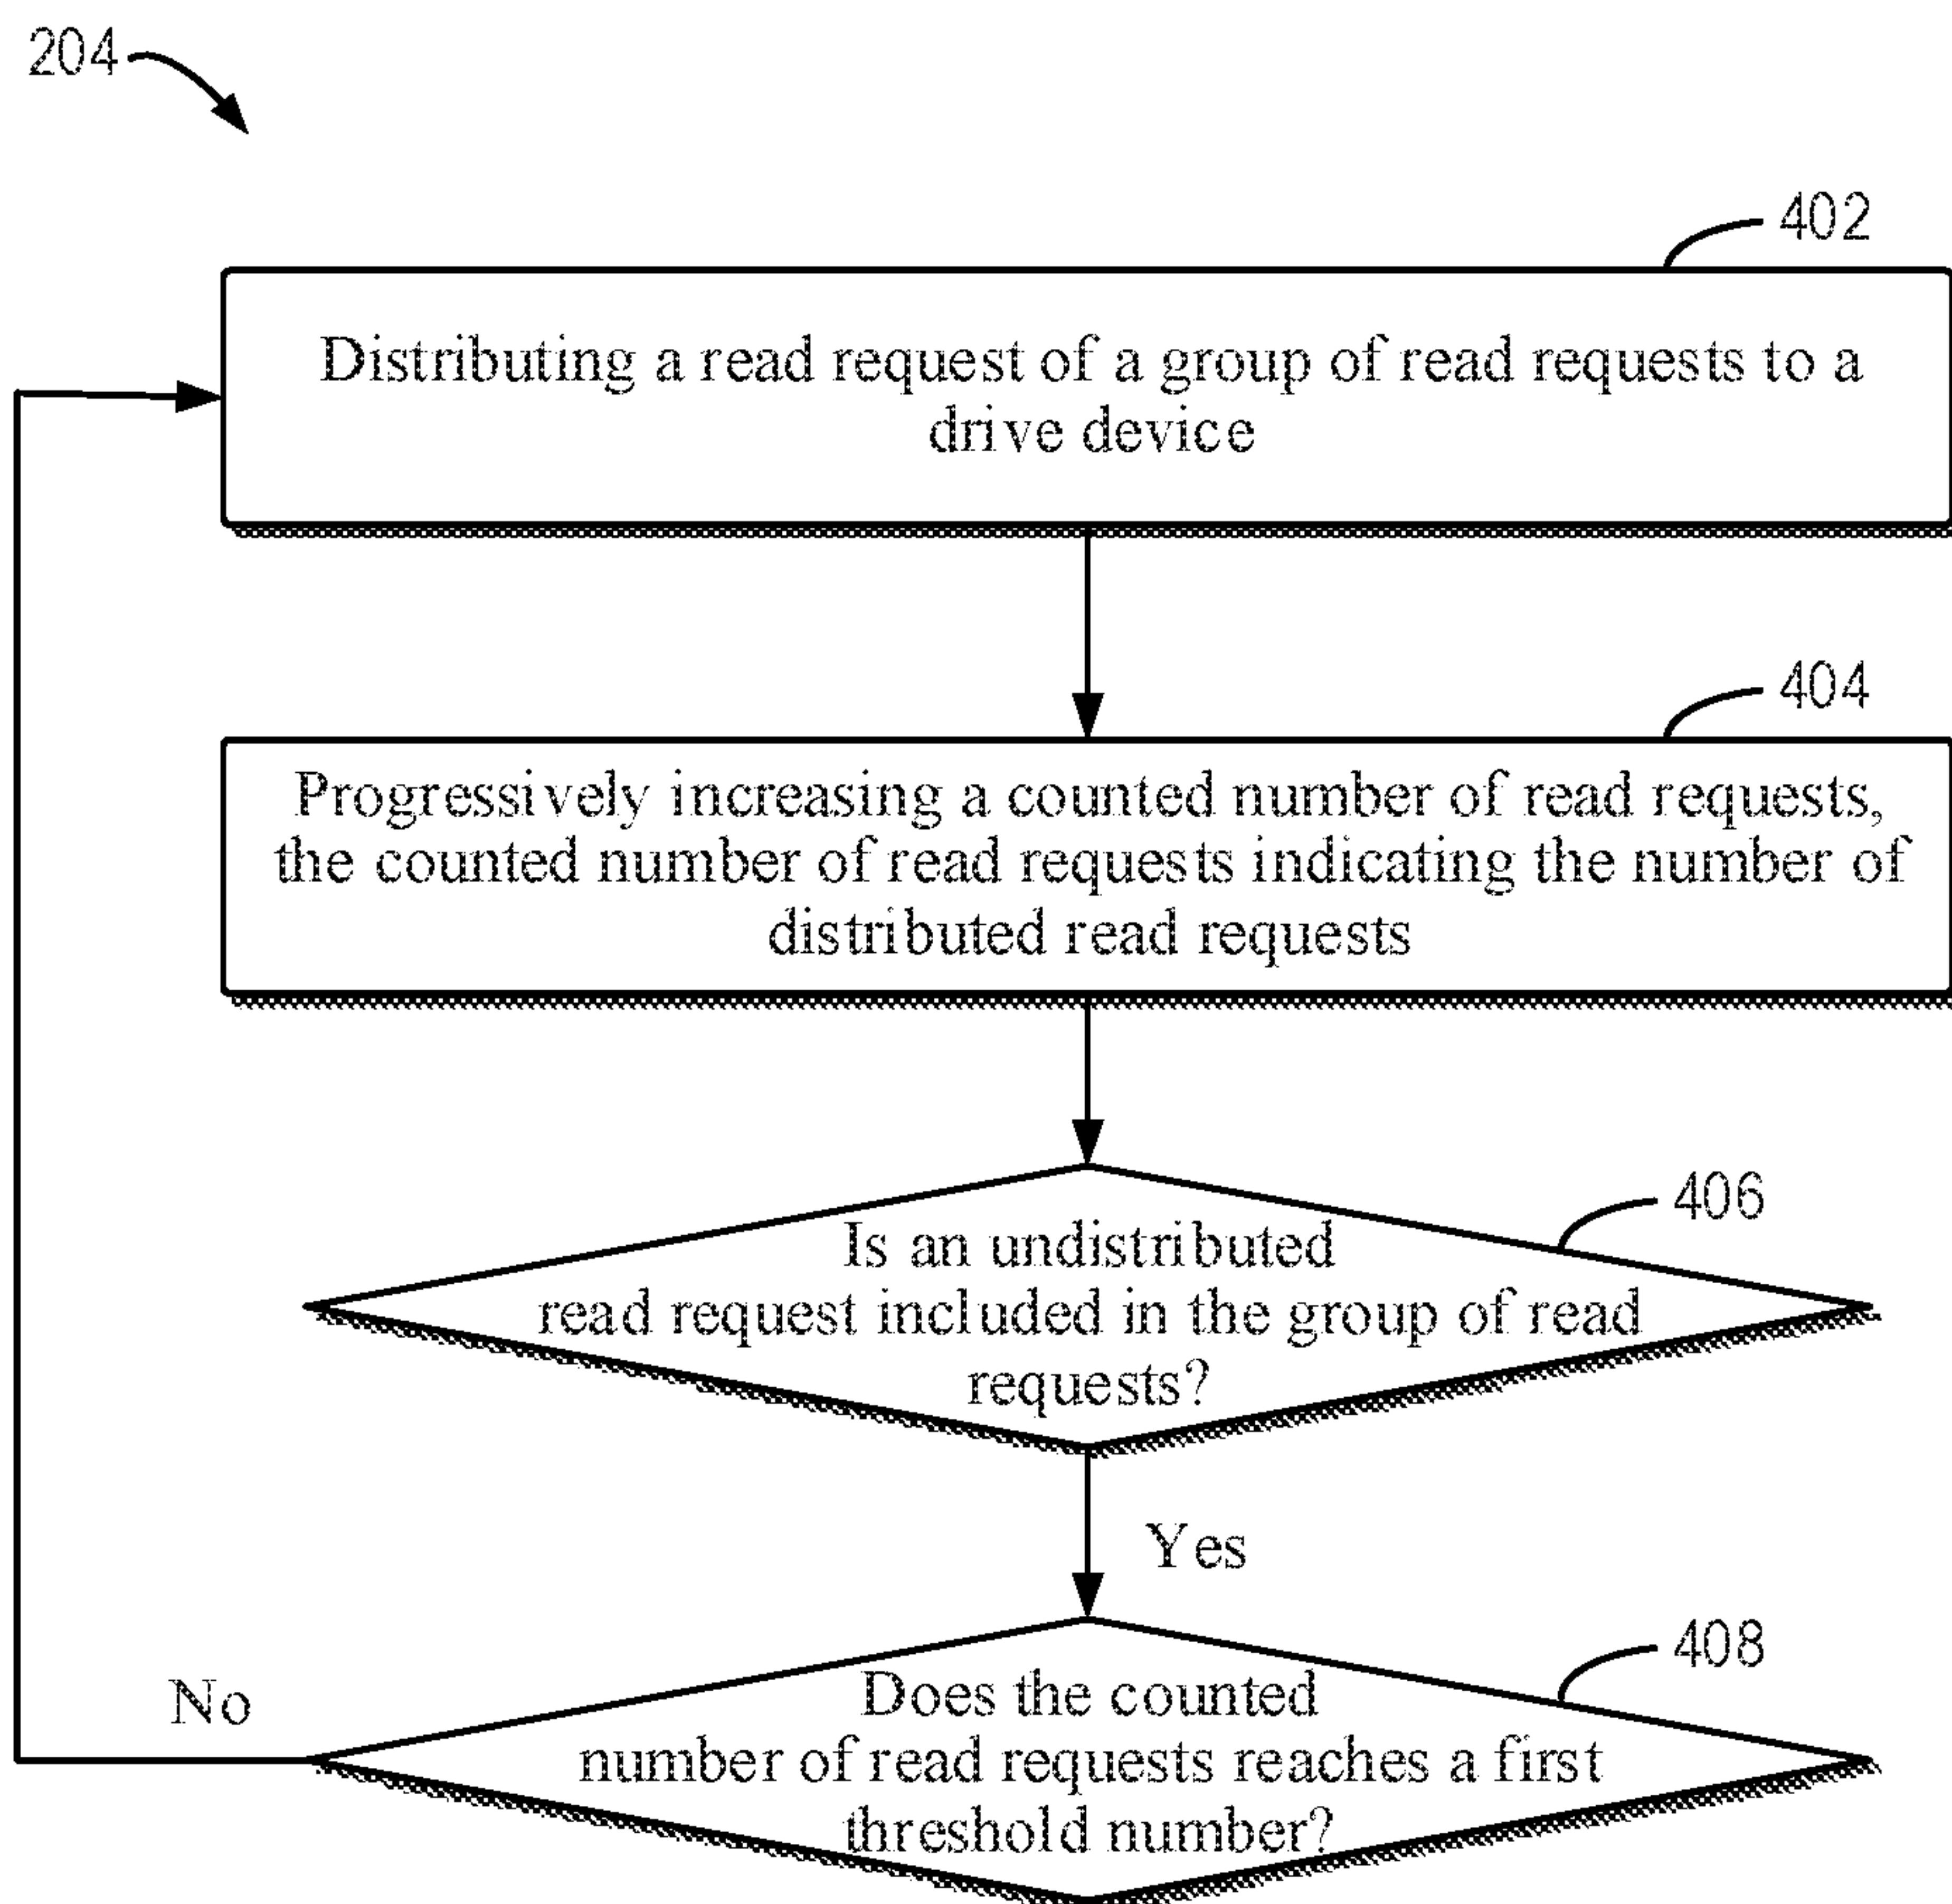 204
402
Distributing a read request of a group of read requests to a
drive device
404
Progressively increasing a counted number of read requests,
the counted number of read requests indicating the number of
distributed read requests
406
Is an undistributed
read request included in the group of read
requests?
Yes
408
No
Does the counted
number of read requests reaches a first
threshold number?